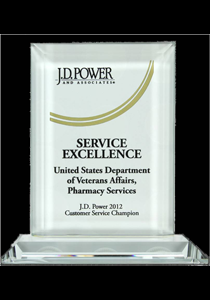 J.D. POWER
AND ASSOCIATES®
SERVICE
EXCELLENCE
United States Department
of Veterans Affairs,
Pharmacy Services
J.D. Power 2012
Customer Service Champion